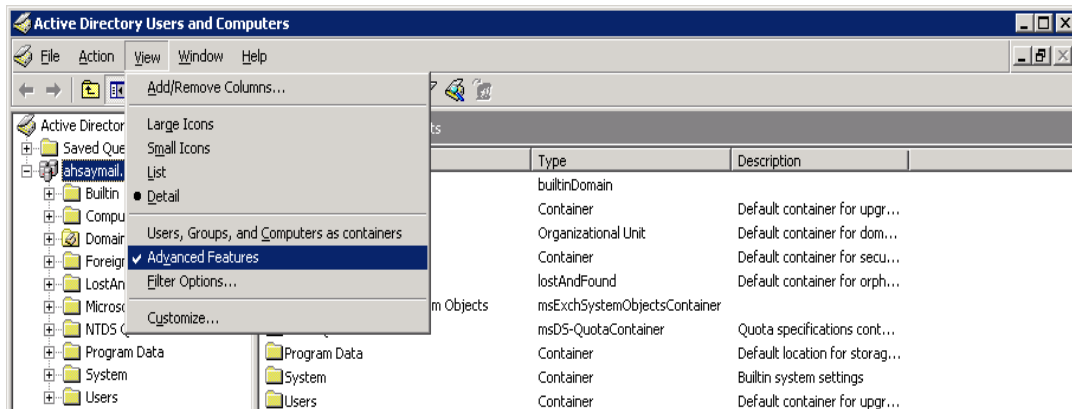 Active Directory Users and Computers
File Action View Window Help
Add/Remove Columns...
Large Icons
Small Icons
List
Detail
Users, Groups, and Computers as containers
Advanced Features
Filter Options...
Customize...
Active Director
Saved Que
ahsaymail.
Builtin
Compu
Domain
Foreign
LostAn
Microso
NTDS Q
Program Data
System
Users
ts
Type Description
builtinDomain
Container Default container for upgr...
Organizational Unit Default container for dom...
Container Default container for secu...
lostAndFound Default container for orph...
m Objects msExchSystemObjectsContainer
msDS-QuotaContainer Quota specifications cont...
Program Data Container Default location for storag...
System Container Builtin system settings
Users Container Default container for upgr...